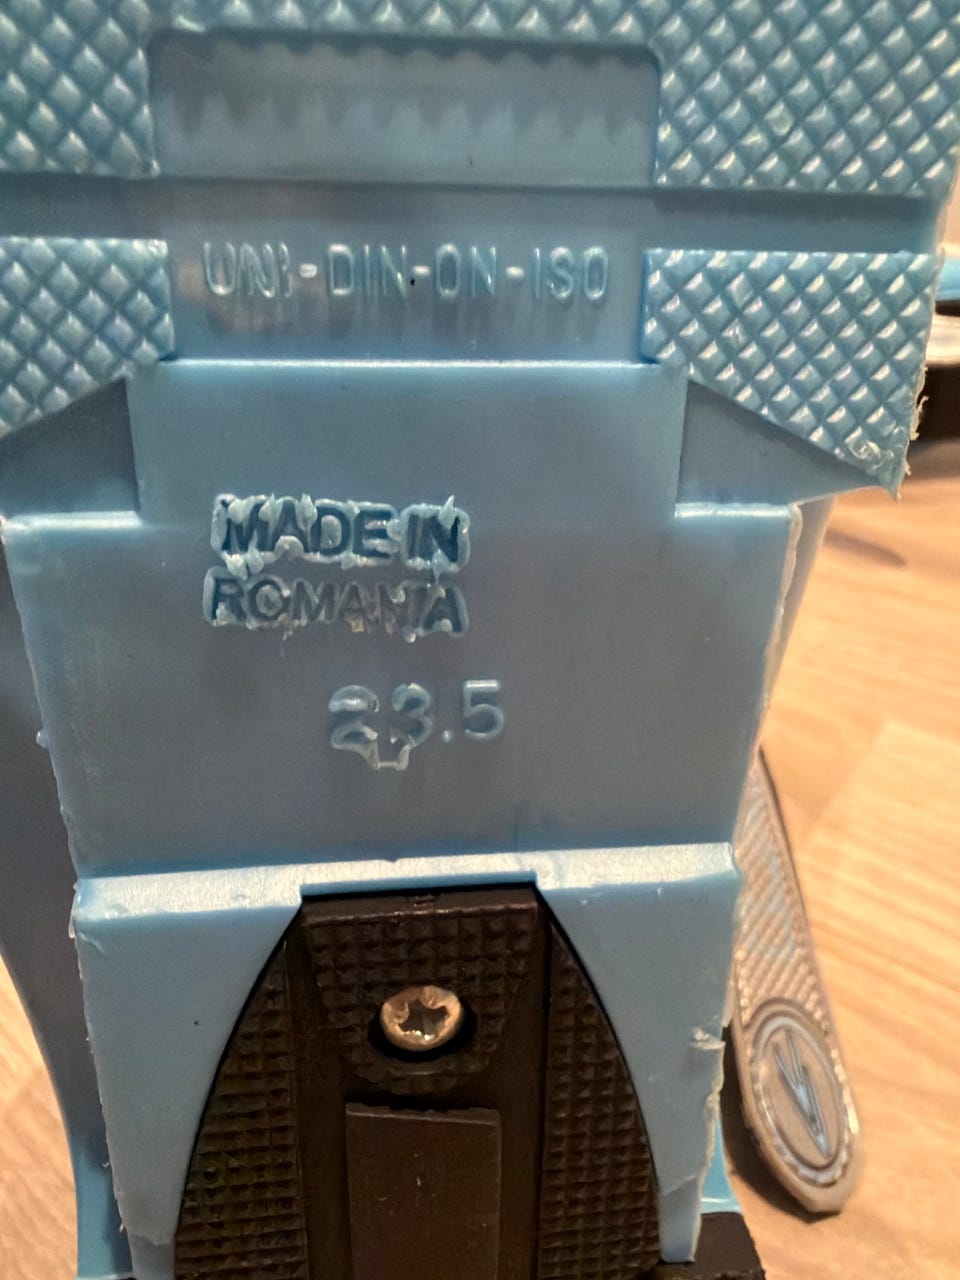 UNI-DIN-ON-ISO
MADE IN
ROMANIA
23.5